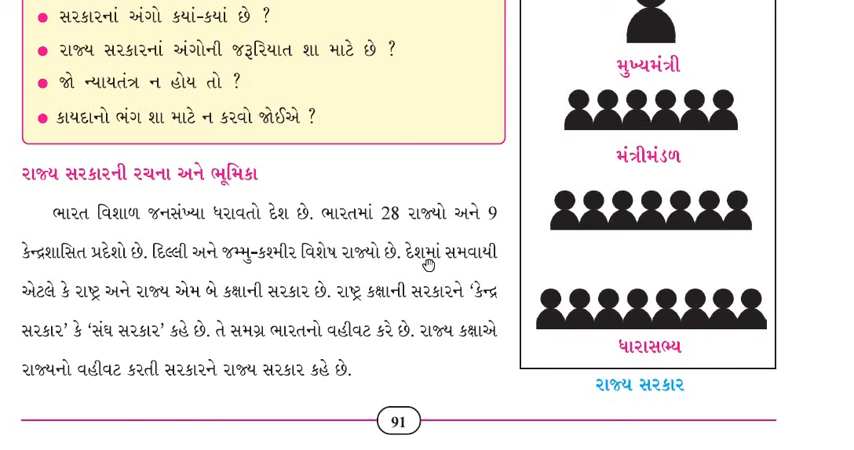 • સરકારનાં અંગો કયાં-કયાં છે ?
• રાજ્ય સરકારનાં અંગોની જરૂરિયાત શા માટે છે ?
• જો ન્યાયતંત્ર ન હોય તો ?
• કાયદાનો ભંગ શા માટે ન કરવો જોઈએ ?
રાજ્ય સરકારની રચના અને ભૂમિકા
ભારત વિશાળ જનસંખ્યા ધરાવતો દેશ છે. ભારતમાં 28 રાજ્યો અને 9
કેન્દ્રશાસિત પ્રદેશો છે. દિલ્લી અને જમ્મુ-કશ્મીર વિશેષ રાજ્યો છે. દેશમાં સમવાયી
એટલે કે રાષ્ટ્ર અને રાજ્ય એમ બે કક્ષાની સરકાર છે. રાષ્ટ્ર કક્ષાની સરકારને ‘કેન્દ્ર
સરકાર’ કે ‘સંઘ સરકાર’ કહે છે. તે સમગ્ર ભારતનો વહીવટ કરે છે. રાજ્ય કક્ષાએ
રાજ્યનો વહીવટ કરતી સરકારને રાજ્ય સરકાર કહે છે.
મુખ્યમંત્રી
મંત્રીમંડળ
ધારાસભ્ય
રાજ્ય સરકાર
91